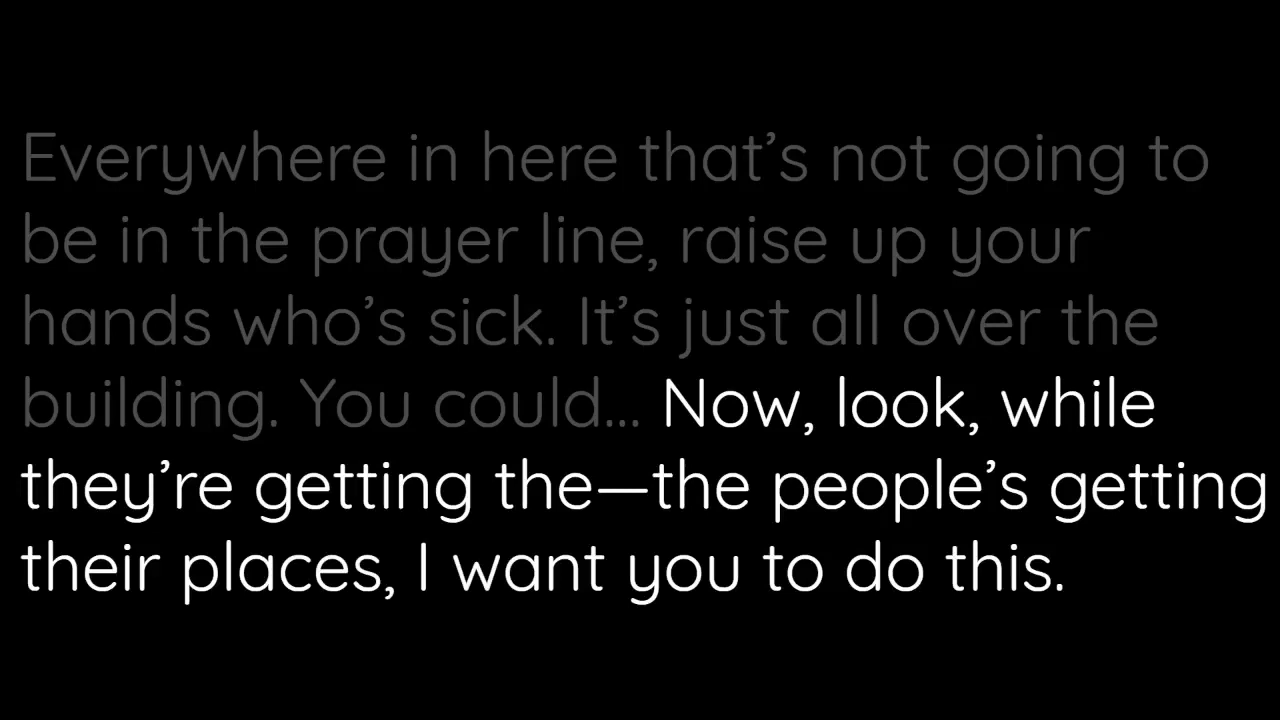 Everywhere in here that’s not going to
be in the prayer line, raise up your
hands who’s sick. It’s just all over the
building. You could... Now, look, while
they’re getting the—the people’s getting
their places, I want you to do this.